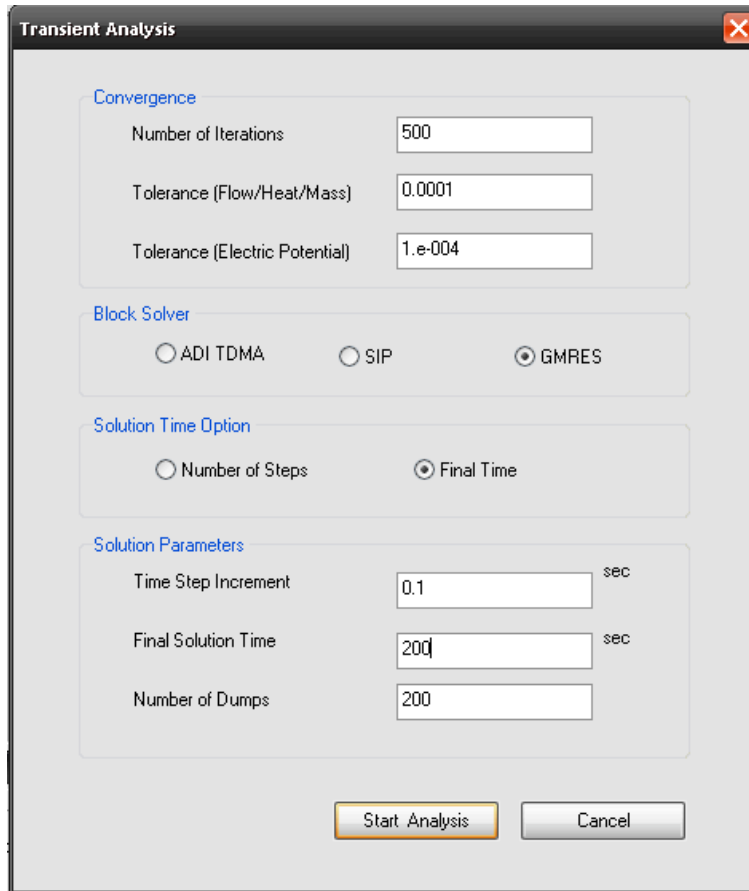 Transient Analysis
Convergence
Number of Iterations 500
Tolerance (Flow/Heat/Mass) 0.0001
Tolerance (Electric Potential) 1.e-004
Block Solver
ADI TDMA SIP GMRES
Solution Time Option
Number of Steps Final Time
Solution Parameters
Time Step Increment 0.1 sec
Final Solution Time 200 sec
Number of Dumps 200
Start Analysis Cancel